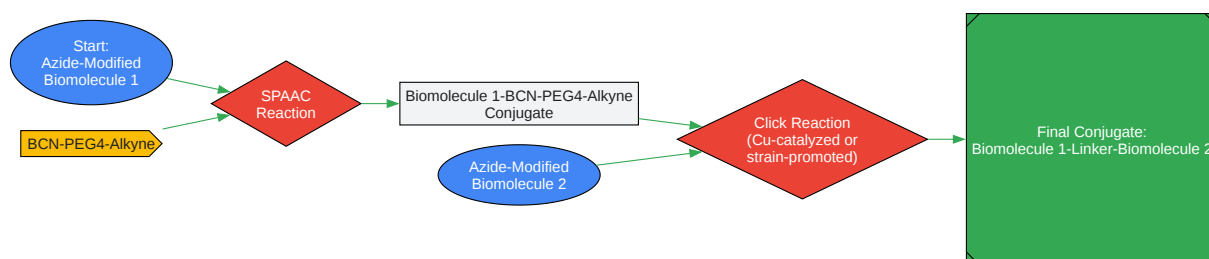 Start:
Azide-Modified
Biomolecule 1
BCN-PEG4-Alkyne
SPAAC
Reaction
Biomolecule 1-BCN-PEG4-Alkyne
Conjugate
Azide-Modified
Biomolecule 2
Click Reaction
(Cu-catalyzed or
strain-promoted)
Final Conjugate:
Biomolecule 1-Linker-Biomolecule 2